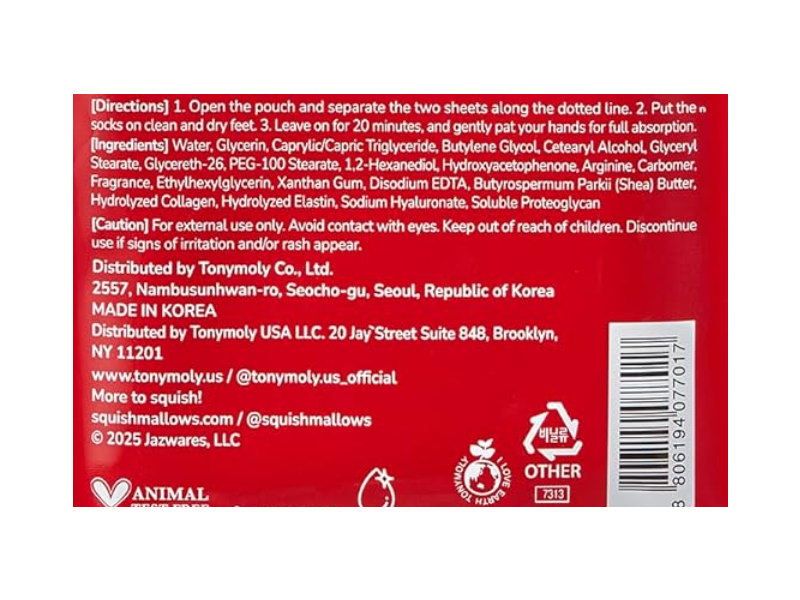 [Directions] 1. Open the pouch and separate the two sheets along the dotted line. 2. Put the
socks on clean and dry feet. 3. Leave on for 20 minutes, and gently pat your hands for full absorption.
[Ingredients] Water, Glycerin, Caprylic/Capric Triglyceride, Butylene Glycol, Cetearyl Alcohol, Glyceryl
Stearate, Glycereth-26, PEG-100 Stearate, 1,2-Hexanediol, Hydroxyacetophenone, Arginine, Carbomer,
Fragrance, Ethylhexylglycerin, Xanthan Gum, Disodium EDTA, Butyrospermum Parkii (Shea) Butter,
Hydrolyzed Collagen, Hydrolyzed Elastin, Sodium Hyaluronate, Soluble Proteoglycan
[Caution] For external use only. Avoid contact with eyes. Keep out of reach of children. Discontinue
use if signs of irritation and/or rash appear.
Distributed by Tonymoly Co., Ltd.
2557, Nambusunhwan-ro, Seocho-gu, Seoul, Republic of Korea
MADE IN KOREA
Distributed by Tonymoly USA LLC. 20 Jay Street Suite 848, Brooklyn,
NY 11201
www.tonymoly.us / @tonymoly.us_official
More to squish!
squishmallows.com / @squishmallows
© 2025 Jazwares, LLC
ANIMAL
TEST FREE
TONYMOLY I LOVE EARTH
비닐류
OTHER
7313
8 806194 077017